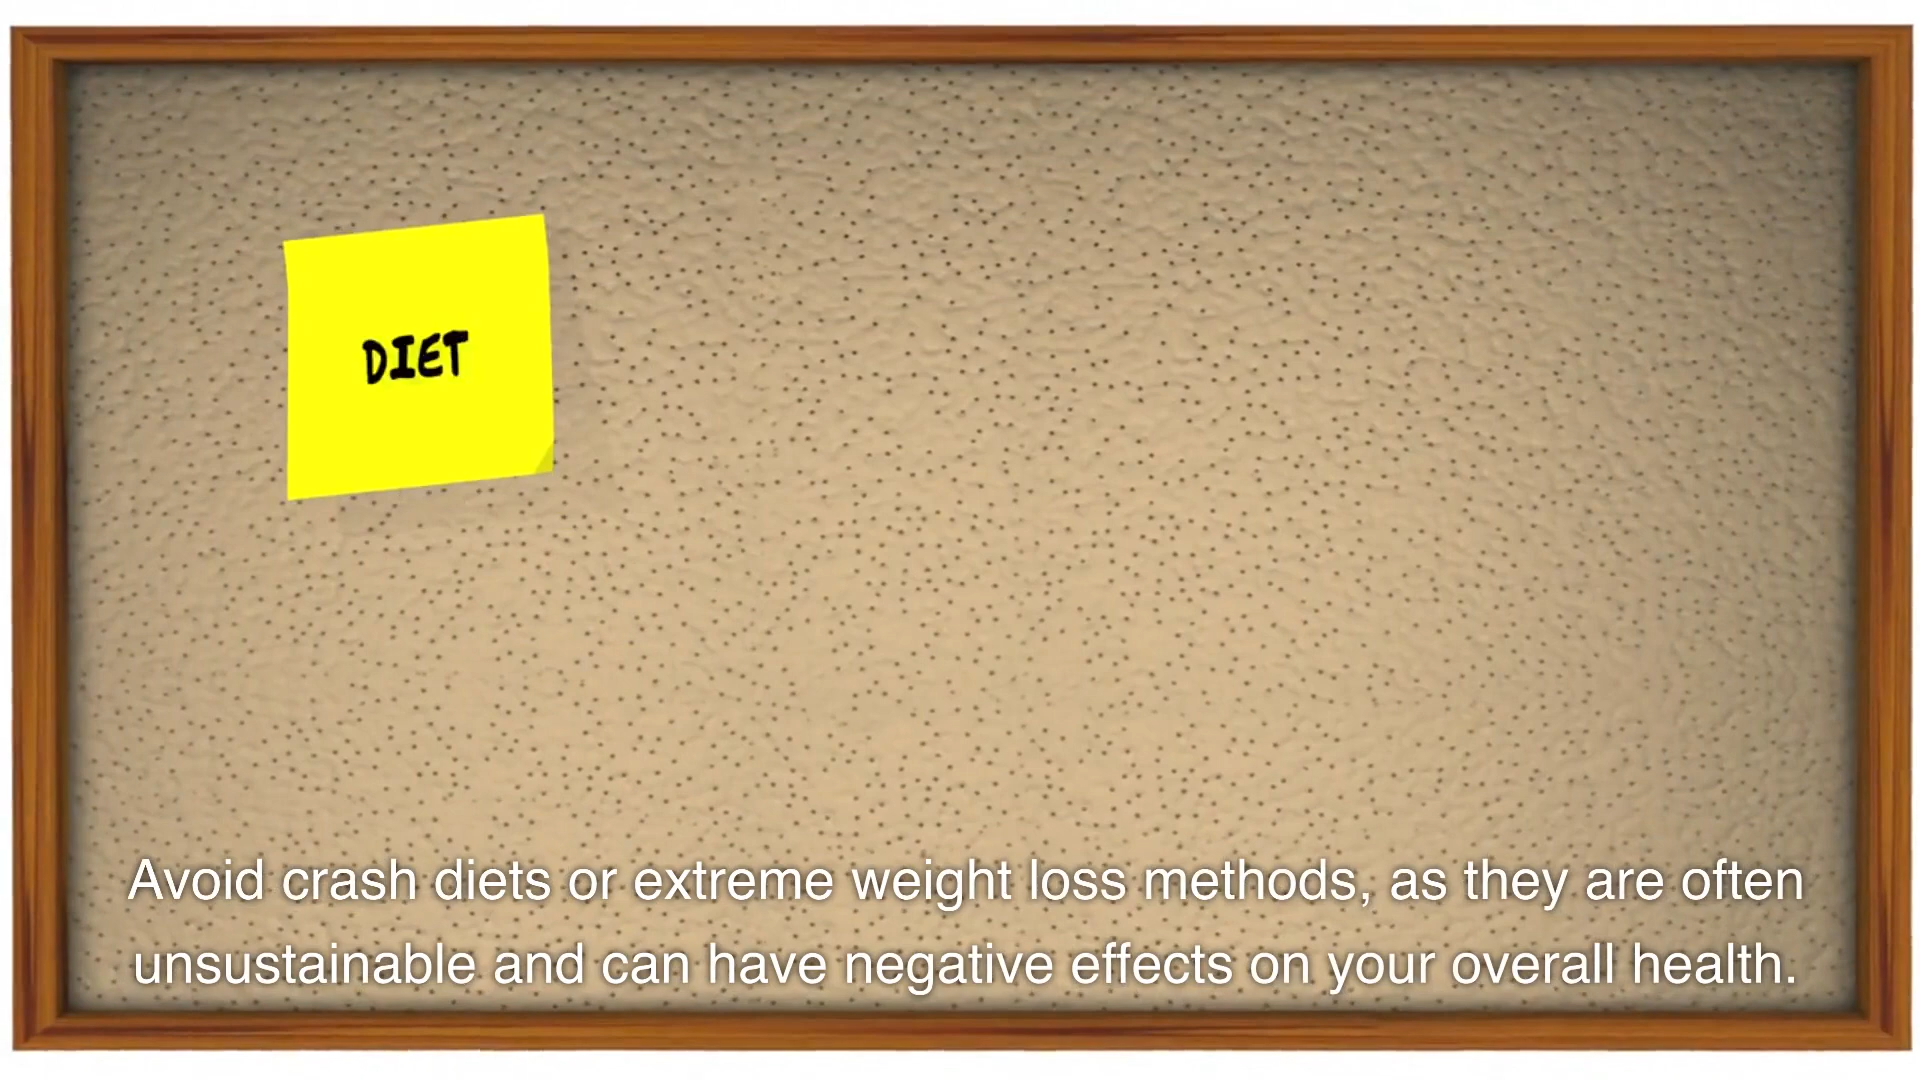 DIET
Avoid crash diets or extreme weight loss methods, as they are often
unsustainable and can have negative effects on your overall health.